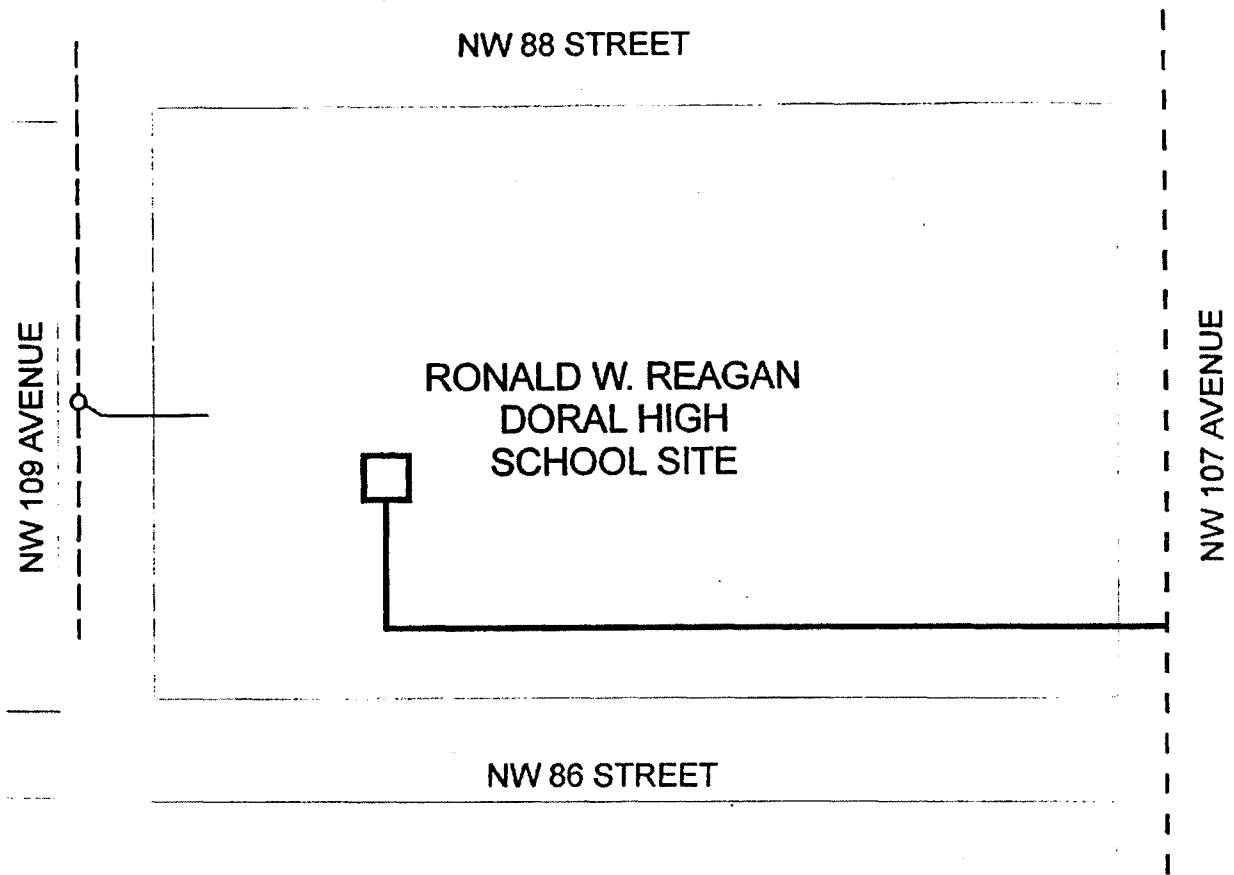 NW 88 STREET
NW 109 AVENUE
RONALD W. REAGAN
DORAL HIGH
SCHOOL SITE
NW 107 AVENUE
NW 86 STREET